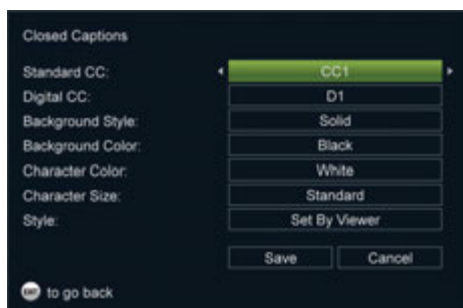 Closed Captions
Standard CC: CC1
Digital CC: D1
Background Style: Solid
Background Color: Black
Character Color: White
Character Size: Standard
Style: Set By Viewer
Save Cancel
EXIT to go back